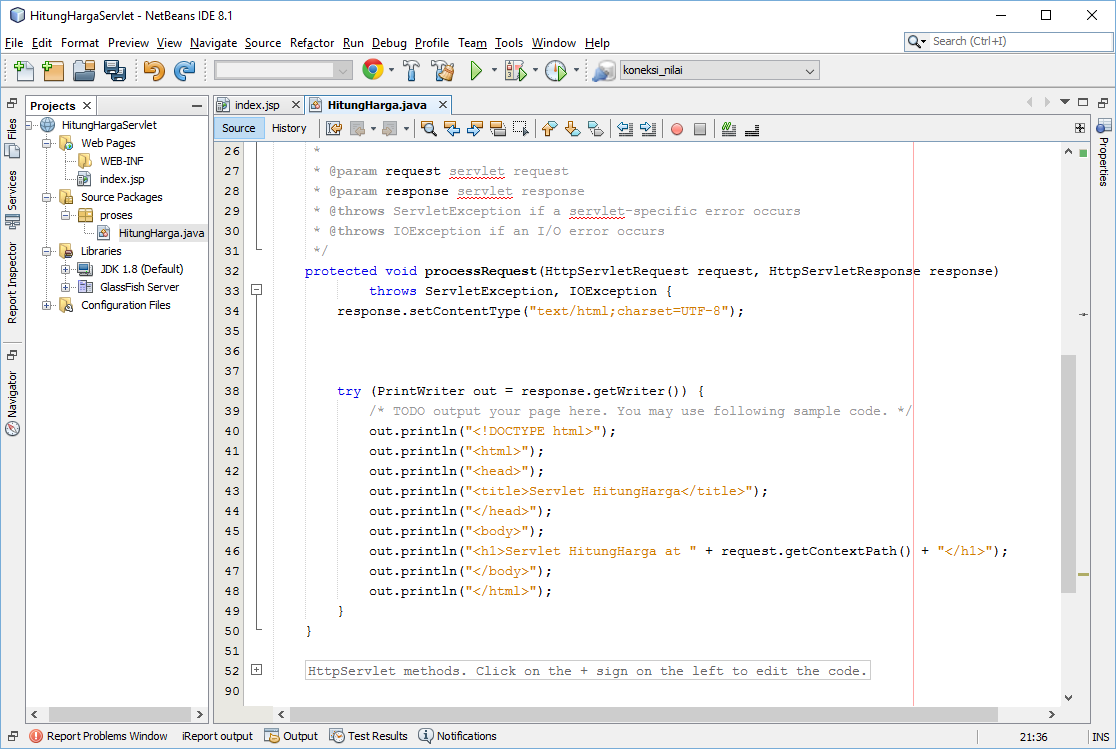 HitungHargaServlet - NetBeans IDE 8.1
File Edit Format Preview View Navigate Source Refactor Run Debug Profile Team Tools Window Help
Search (Ctrl+I)
koneksi_nilai
Files
Services
Report Inspector
Navigator
Projects
HitungHargaServlet
Web Pages
WEB-INF
index.jsp
Source Packages
proses
HitungHarga.java
Libraries
JDK 1.8 (Default)
GlassFish Server
Configuration Files
index.jsp HitungHarga.java
Source History
26 *
27 * @param request servlet request
28 * @param response servlet response
29 * @throws ServletException if a servlet-specific error occurs
30 * @throws IOException if an I/O error occurs
31 */
32 protected void processRequest(HttpServletRequest request, HttpServletResponse response)
33 throws ServletException, IOException {
34 response.setContentType("text/html;charset=UTF-8");
35
36
37
38 try (PrintWriter out = response.getWriter()) {
39 /* TODO output your page here. You may use following sample code. */
40 out.println("<!DOCTYPE html>");
41 out.println("<html>");
42 out.println("<head>");
43 out.println("<title>Servlet HitungHarga</title>");
44 out.println("</head>");
45 out.println("<body>");
46 out.println("<h1>Servlet HitungHarga at " + request.getContextPath() + "</h1>");
47 out.println("</body>");
48 out.println("</html>");
49 }
50 }
51
52 HttpServlet methods. Click on the + sign on the left to edit the code.
90
Properties
Report Problems Window iReport output Output Test Results Notifications 21:36 INS